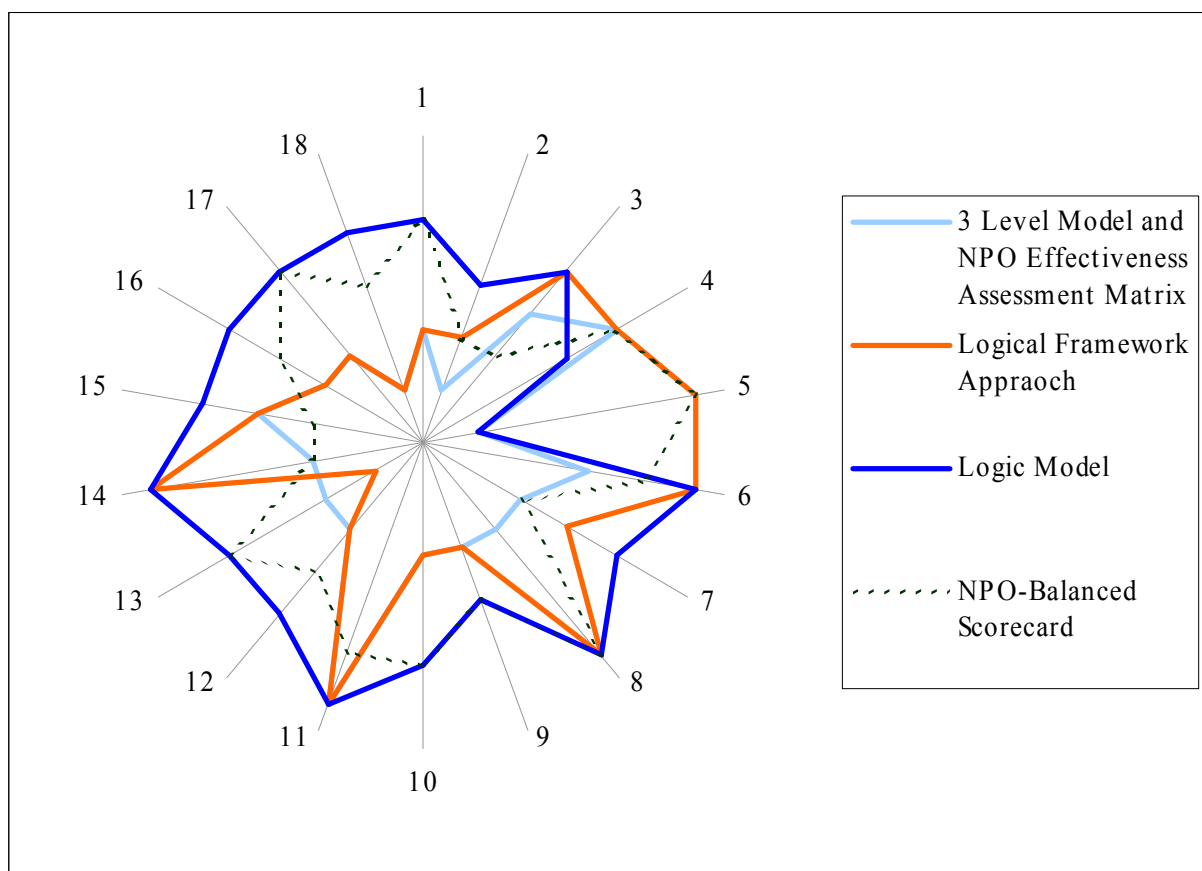 1
2
3
4
5
6
7
8
9
10
11
12
13
14
15
16
17
18
3 Level Model and
NPO Effectiveness
Assessment Matrix
Logical Framework
Appraoch
Logic Model
NPO-Balanced
Scorecard